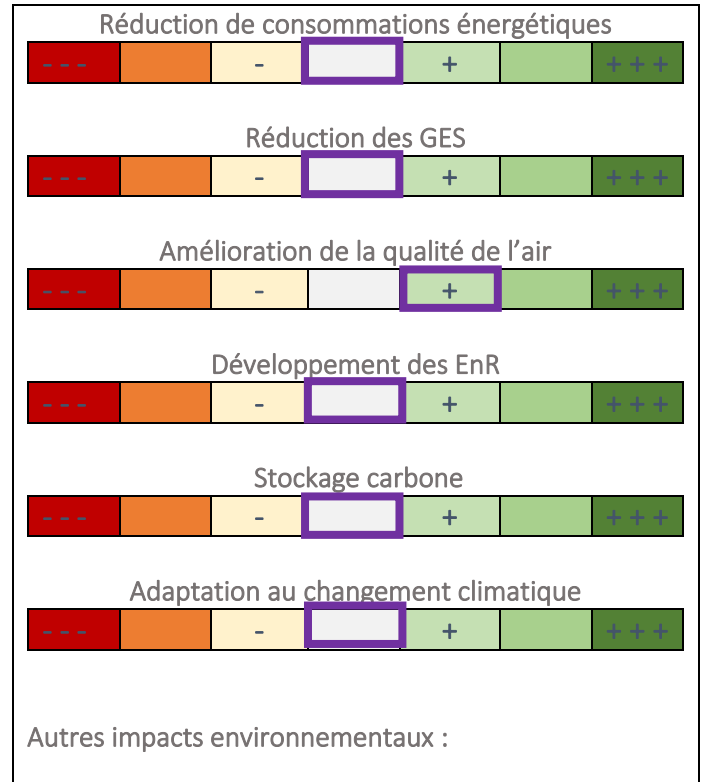 Réduction de consommations énergétiques
- - - - + + + +
Réduction des GES
- - - - + + + +
Amélioration de la qualité de l’air
- - - - + + + +
Développement des EnR
- - - - + + + +
Stockage carbone
- - - - + + + +
Adaptation au changement climatique
- - - - + + + +
Autres impacts environnementaux :